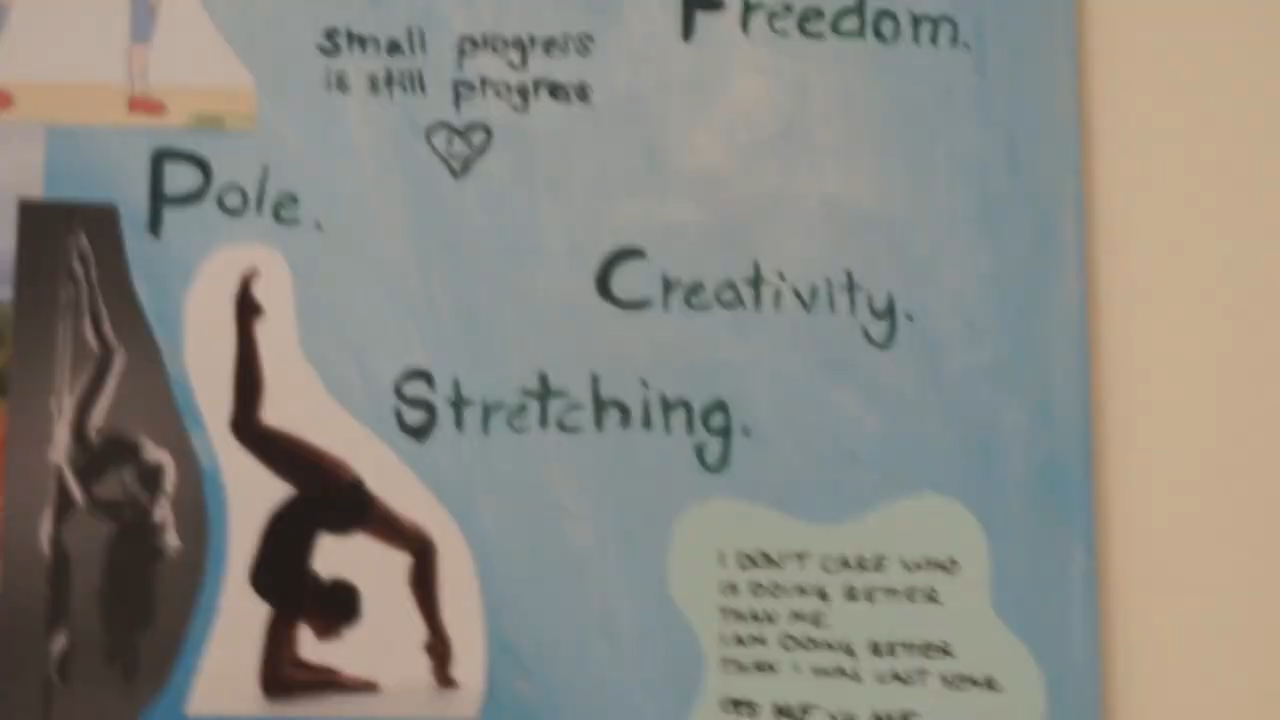 Freedom.
small progress
is still progress
Pole.
Creativity.
Stretching.
I DON'T CARE WHO
IS DOING BETTER
THAN ME
I AM DOING BETTER
THAN I WAS LAST YEAR